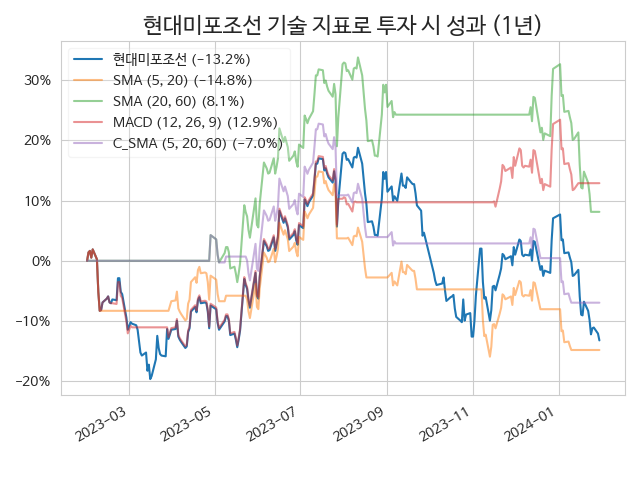 현대미포조선 기술 지표로 투자 시 성과 (1년)
현대미포조선 (−13.2%)
SMA (5, 20) (−14.8%)
SMA (20, 60) (8.1%)
MACD (12, 26, 9) (12.9%)
C_SMA (5, 20, 60) (−7.0%)
30%
20%
10%
0%
−10%
−20%
2023−03
2023−05
2023−07
2023−09
2023−11
2024−01